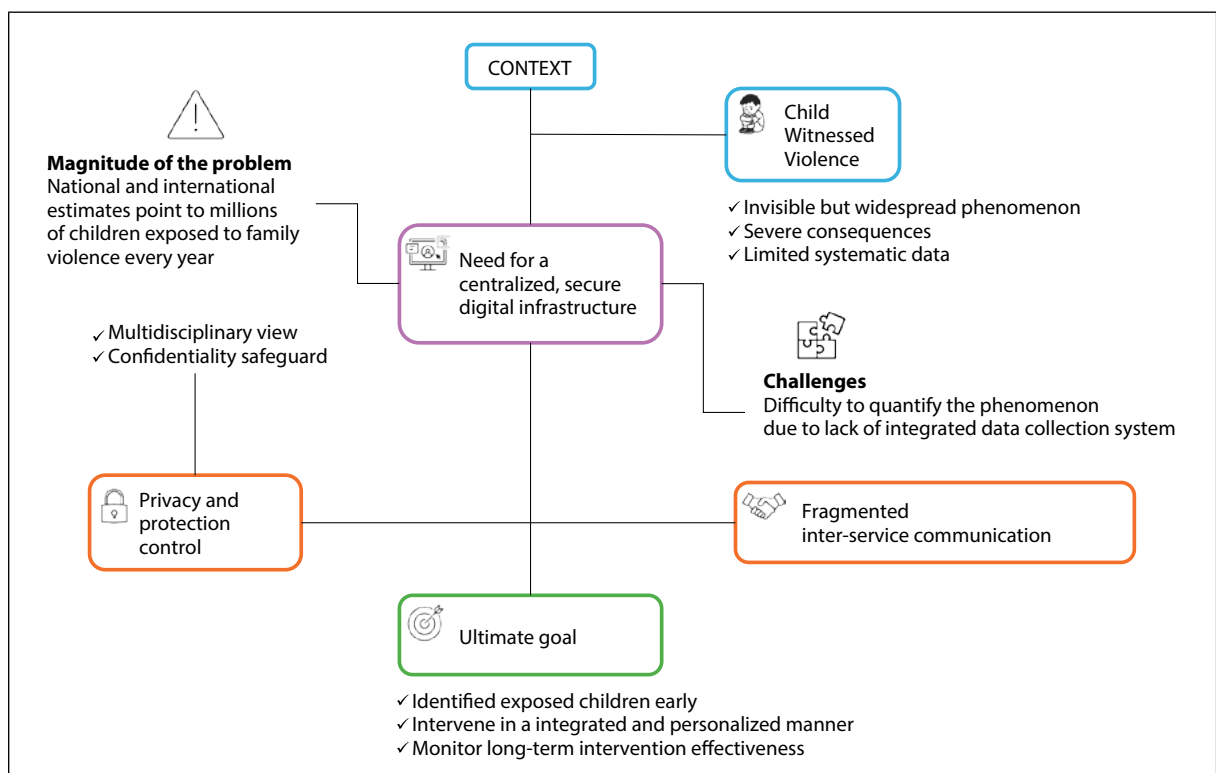 CONTEXT
Child
Witnessed
Violence
✓ Invisible but widespread phenomenon
✓ Severe consequences
✓ Limited systematic data
Magnitude of the problem
National and international
estimates point to millions
of children exposed to family
violence every year
Need for a
centralized, secure
digital infrastructure
✓ Multidisciplinary view
✓ Confidentiality safeguard
Challenges
Difficulty to quantify the phenomenon
due to lack of integrated data collection system
Privacy and
protection
control
Fragmented
inter-service communication
Ultimate goal
✓ Identified exposed children early
✓ Intervene in a integrated and personalized manner
✓ Monitor long-term intervention effectiveness